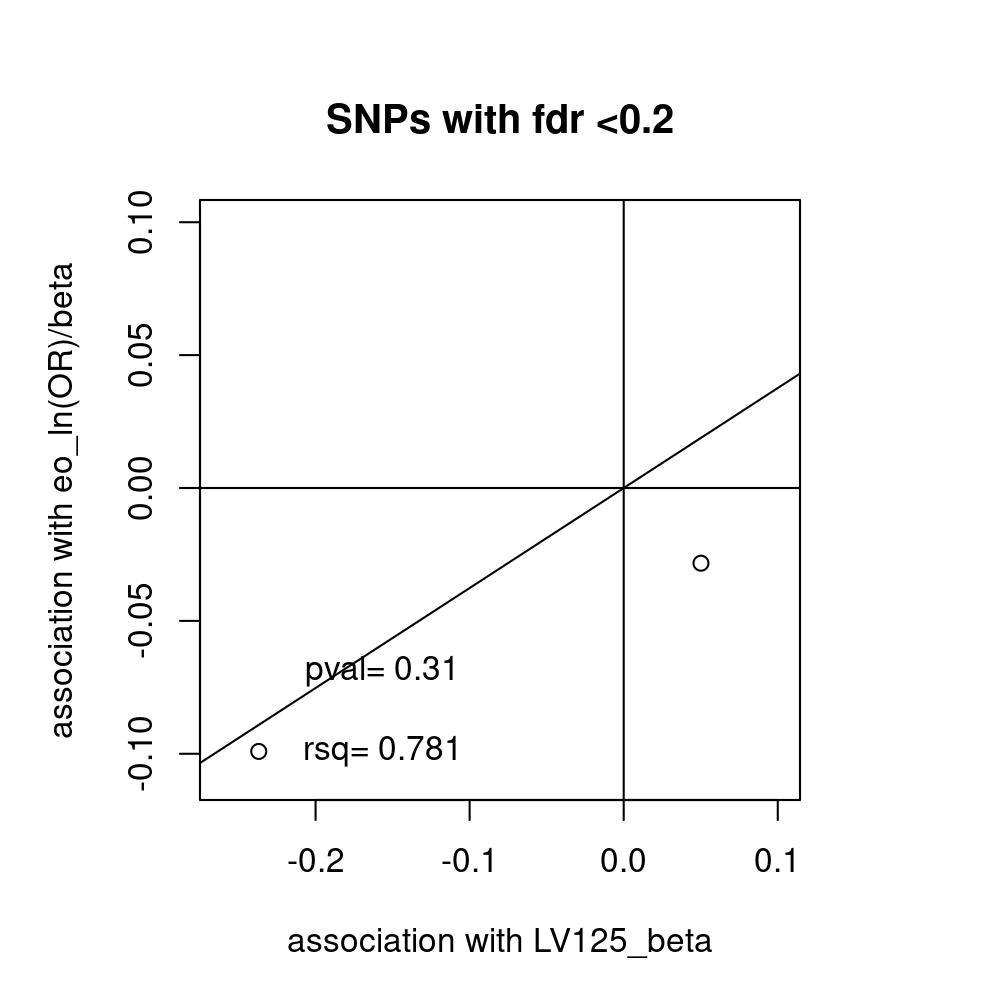 SNPs with fdr <0.2
association with eo_ln(OR)/beta
0.10
0.05
0.00
-0.05
-0.10
pval= 0.31
rsq= 0.781
-0.2
-0.1
0.0
0.1
association with LV125_beta